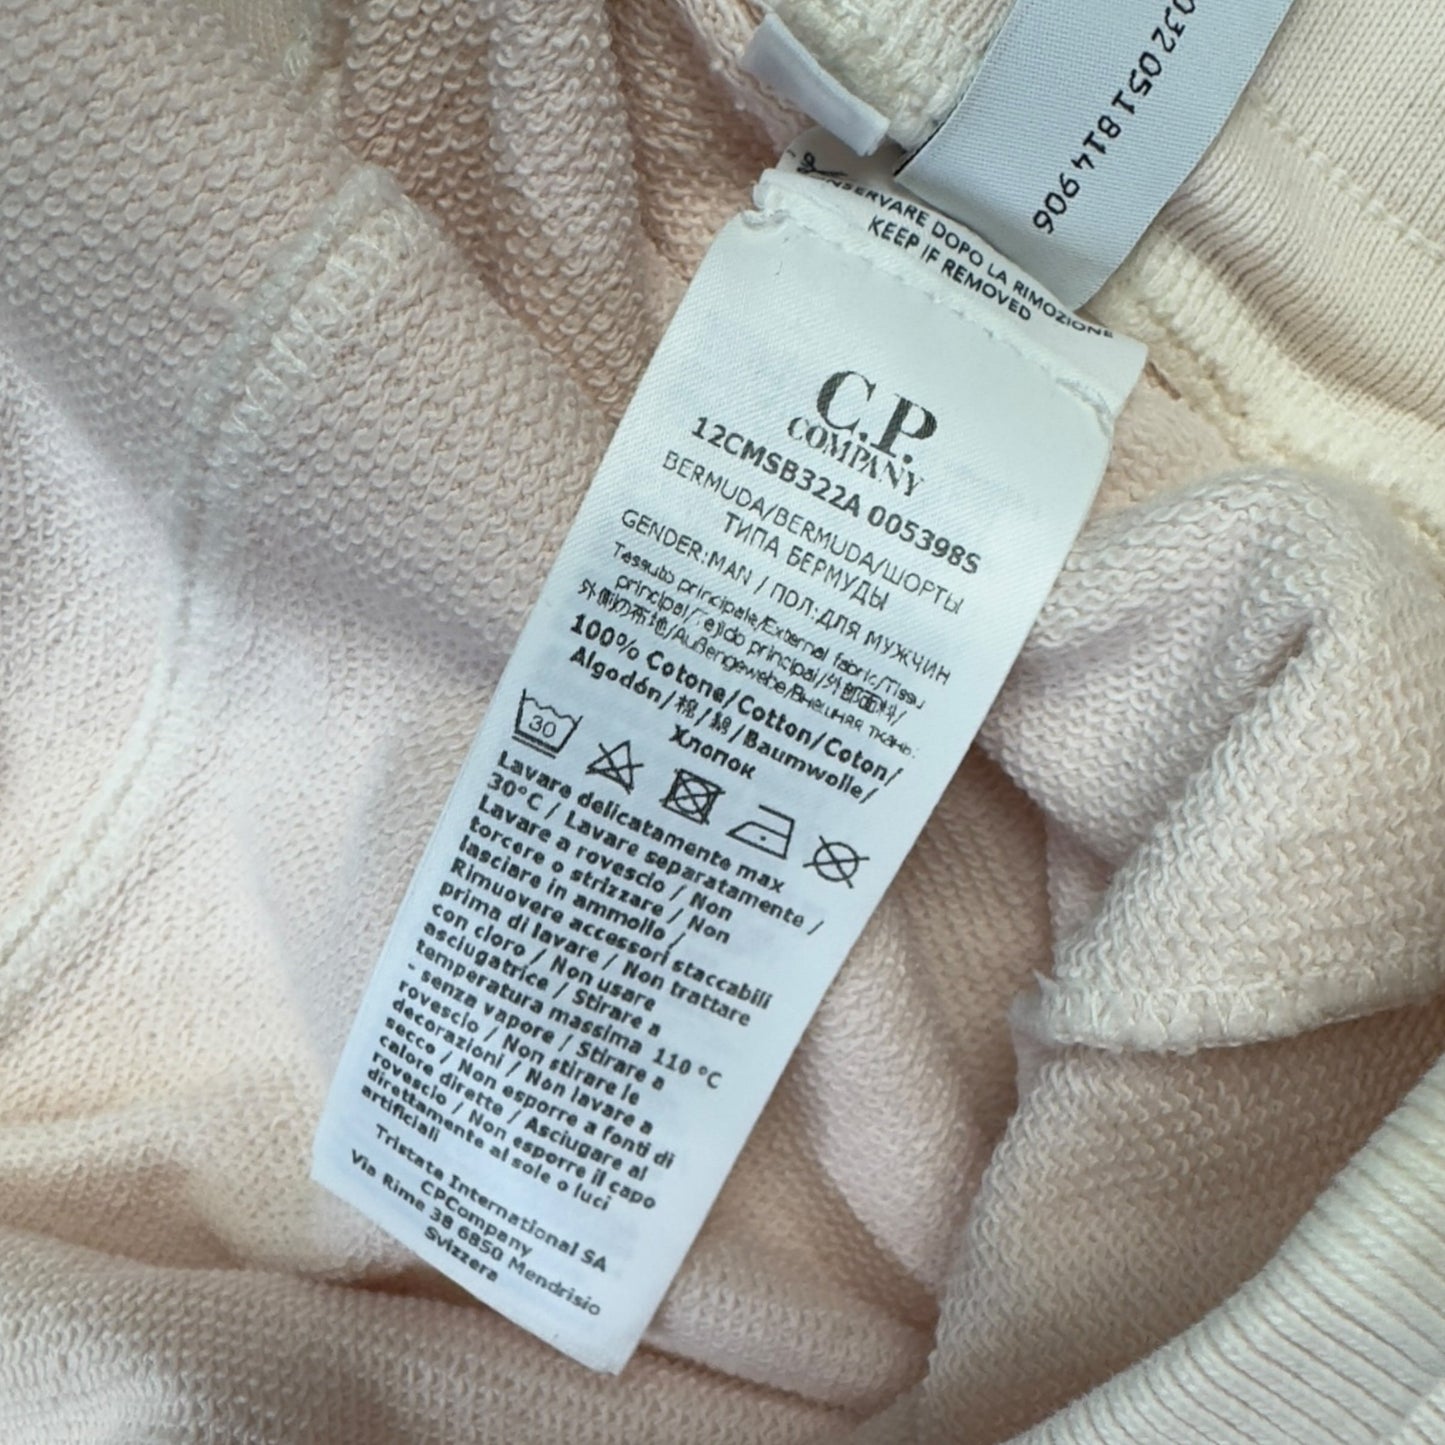 032051814906
CONSERVARE DOPO LA RIMOZIONE
KEEP IF REMOVED
C.P.
COMPANY
12CMSB322A 005398S
BERMUDA/BERMUDA/ШОРТЫ
ТИПА БЕРМУДЫ
GENDER:MAN / ПОЛ:ДЛЯ МУЖЧИН
Tessuto principale/External fabric/Tissu
principal/Tejido principal/外部面料/
外側の布地/Außengewebe/Внешняя ткань:
100% Cotone/Cotton/Coton/
Algodón/棉/綿/Baumwolle/
Хлопок
30
Lavare delicatamente max
30°C / Lavare separatamente /
Lavare a rovescio / Non
torcere o strizzare / Non
lasciare in ammollo /
Rimuovere accessori staccabili
prima di lavare / Non trattare
con cloro / Non usare
asciugatrice / Stirare a
temperatura massima 110 °C
- senza vapore / Stirare a
rovescio / Non stirare le
decorazioni / Non lavare a
secco / Non esporre a fonti di
calore dirette / Asciugare al
rovescio / Non esporre il capo
direttamente al sole o luci
artificiali
Tristate International SA
CPCompany
Via Rime 38 6850 Mendrisio
Svizzera